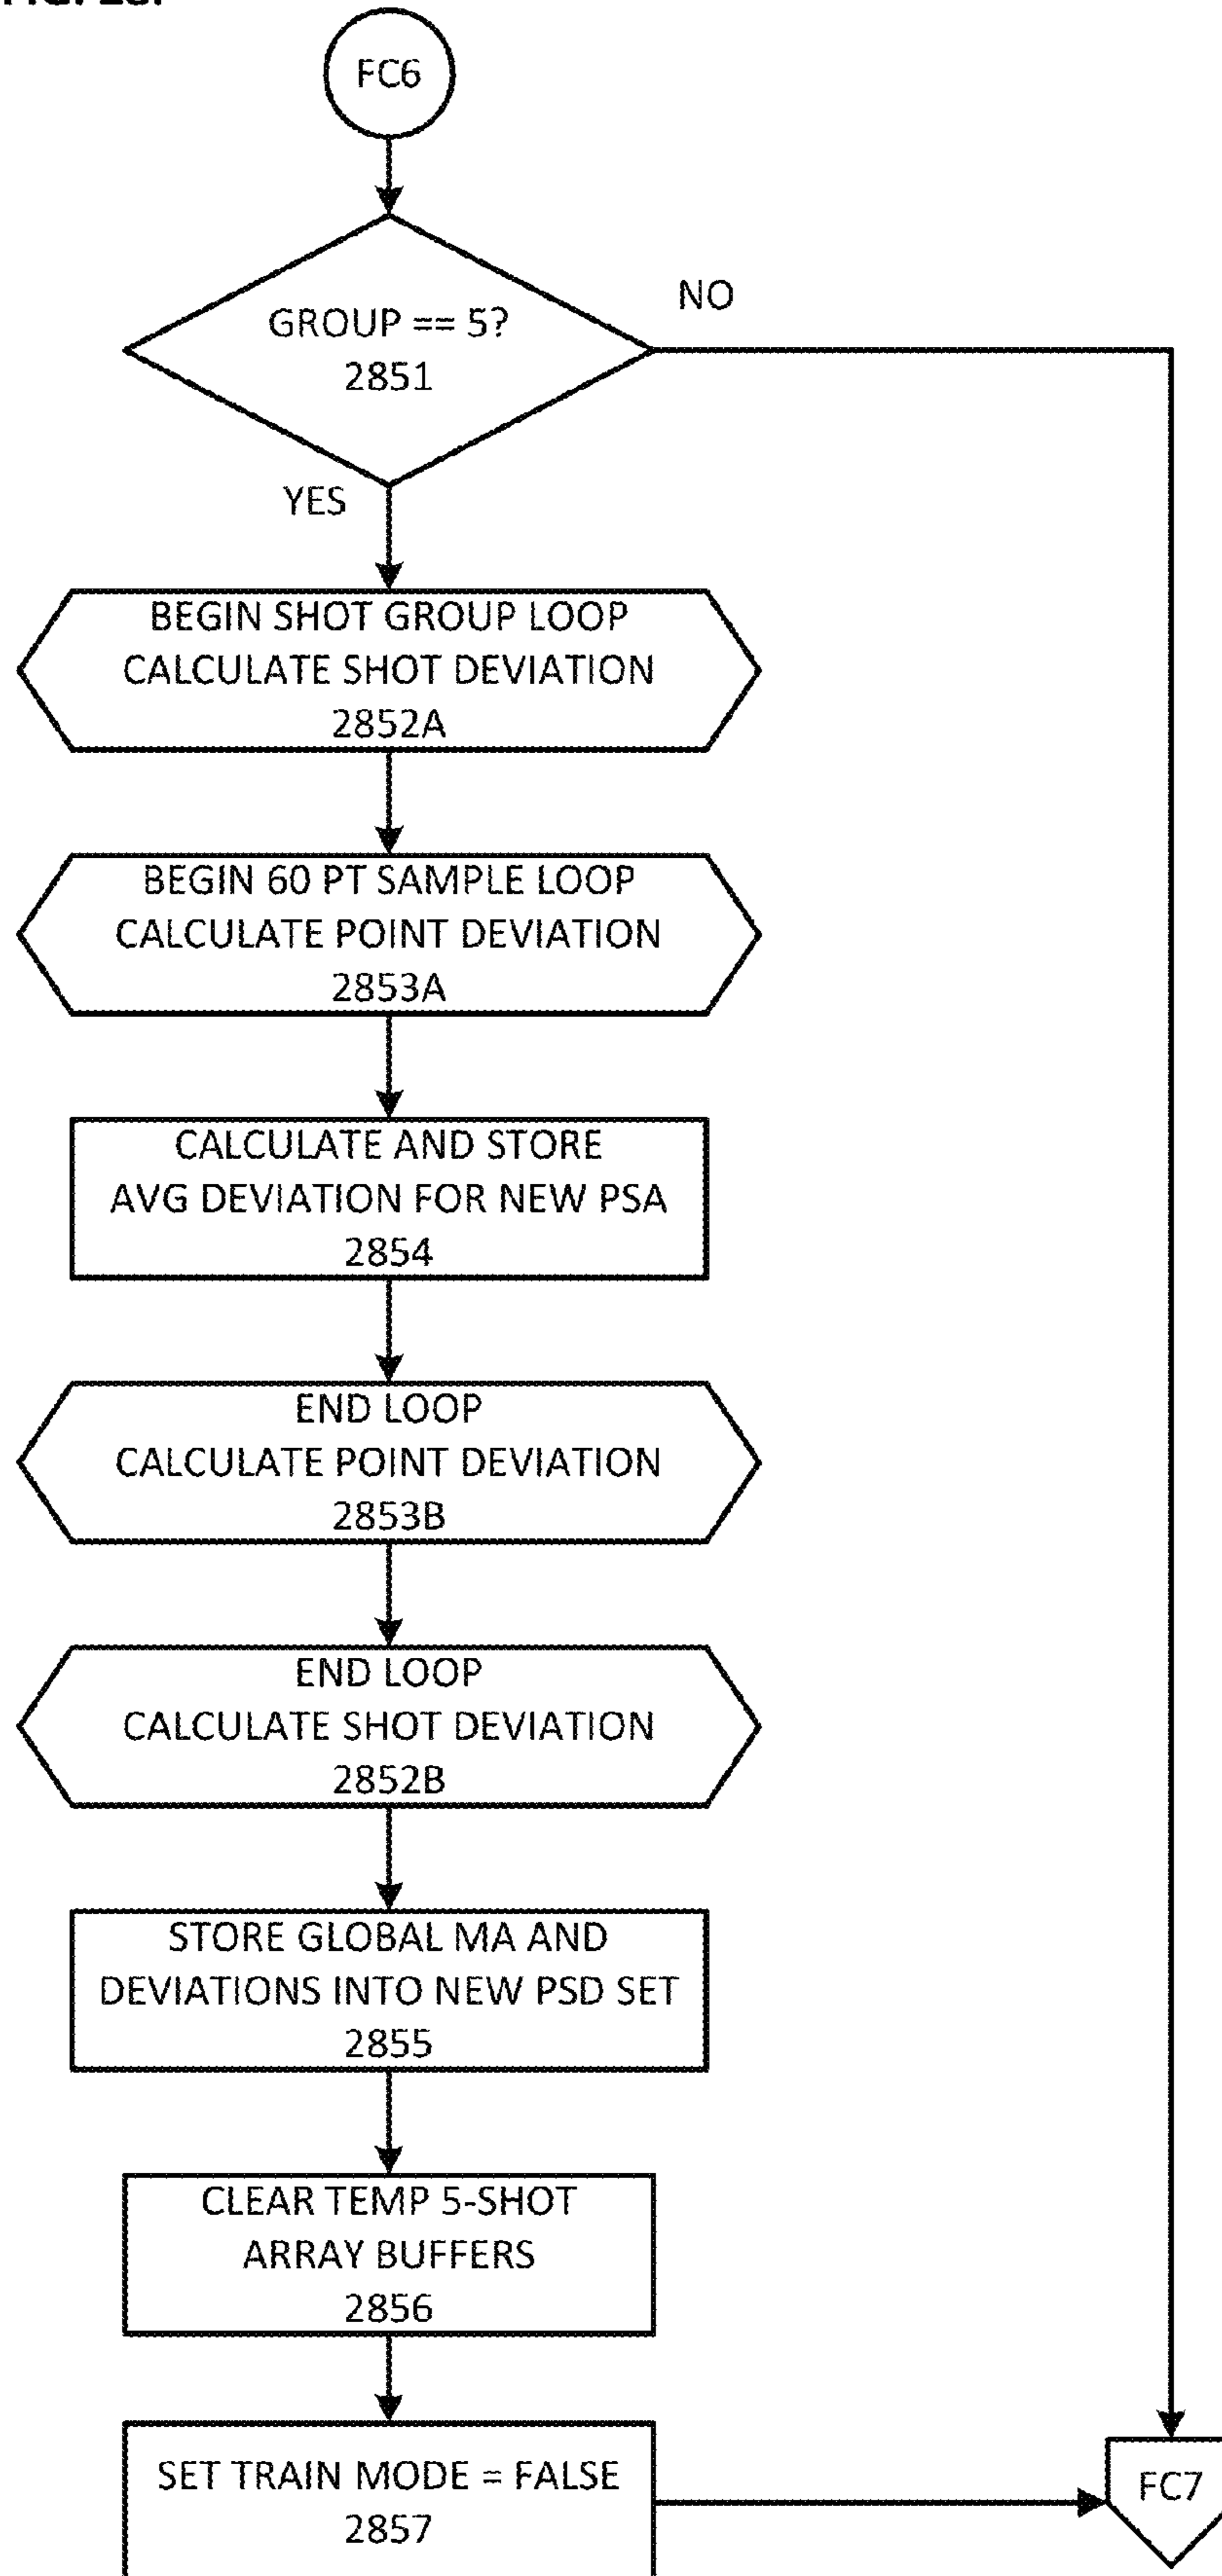 FC6
GROUP == 5?
2851
NO
YES
BEGIN SHOT GROUP LOOP
CALCULATE SHOT DEVIATION
2852A
BEGIN 60 PT SAMPLE LOOP
CALCULATE POINT DEVIATION
2853A
CALCULATE AND STORE
AVG DEVIATION FOR NEW PSA
2854
END LOOP
CALCULATE POINT DEVIATION
2853B
END LOOP
CALCULATE SHOT DEVIATION
2852B
STORE GLOBAL MA AND
DEVIATIONS INTO NEW PSD SET
2855
CLEAR TEMP 5-SHOT
ARRAY BUFFERS
2856
SET TRAIN MODE = FALSE
2857
FC7